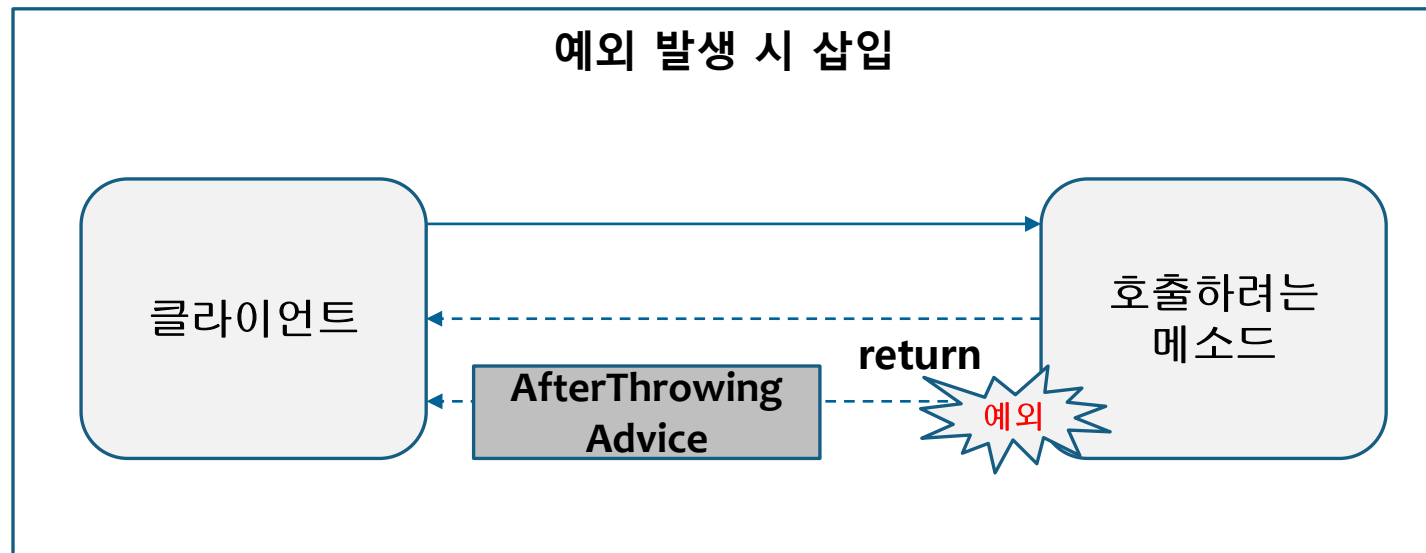 예외 발생 시 삽입
클라이언트
호출하려는
메소드
return
AfterThrowing
Advice
예외